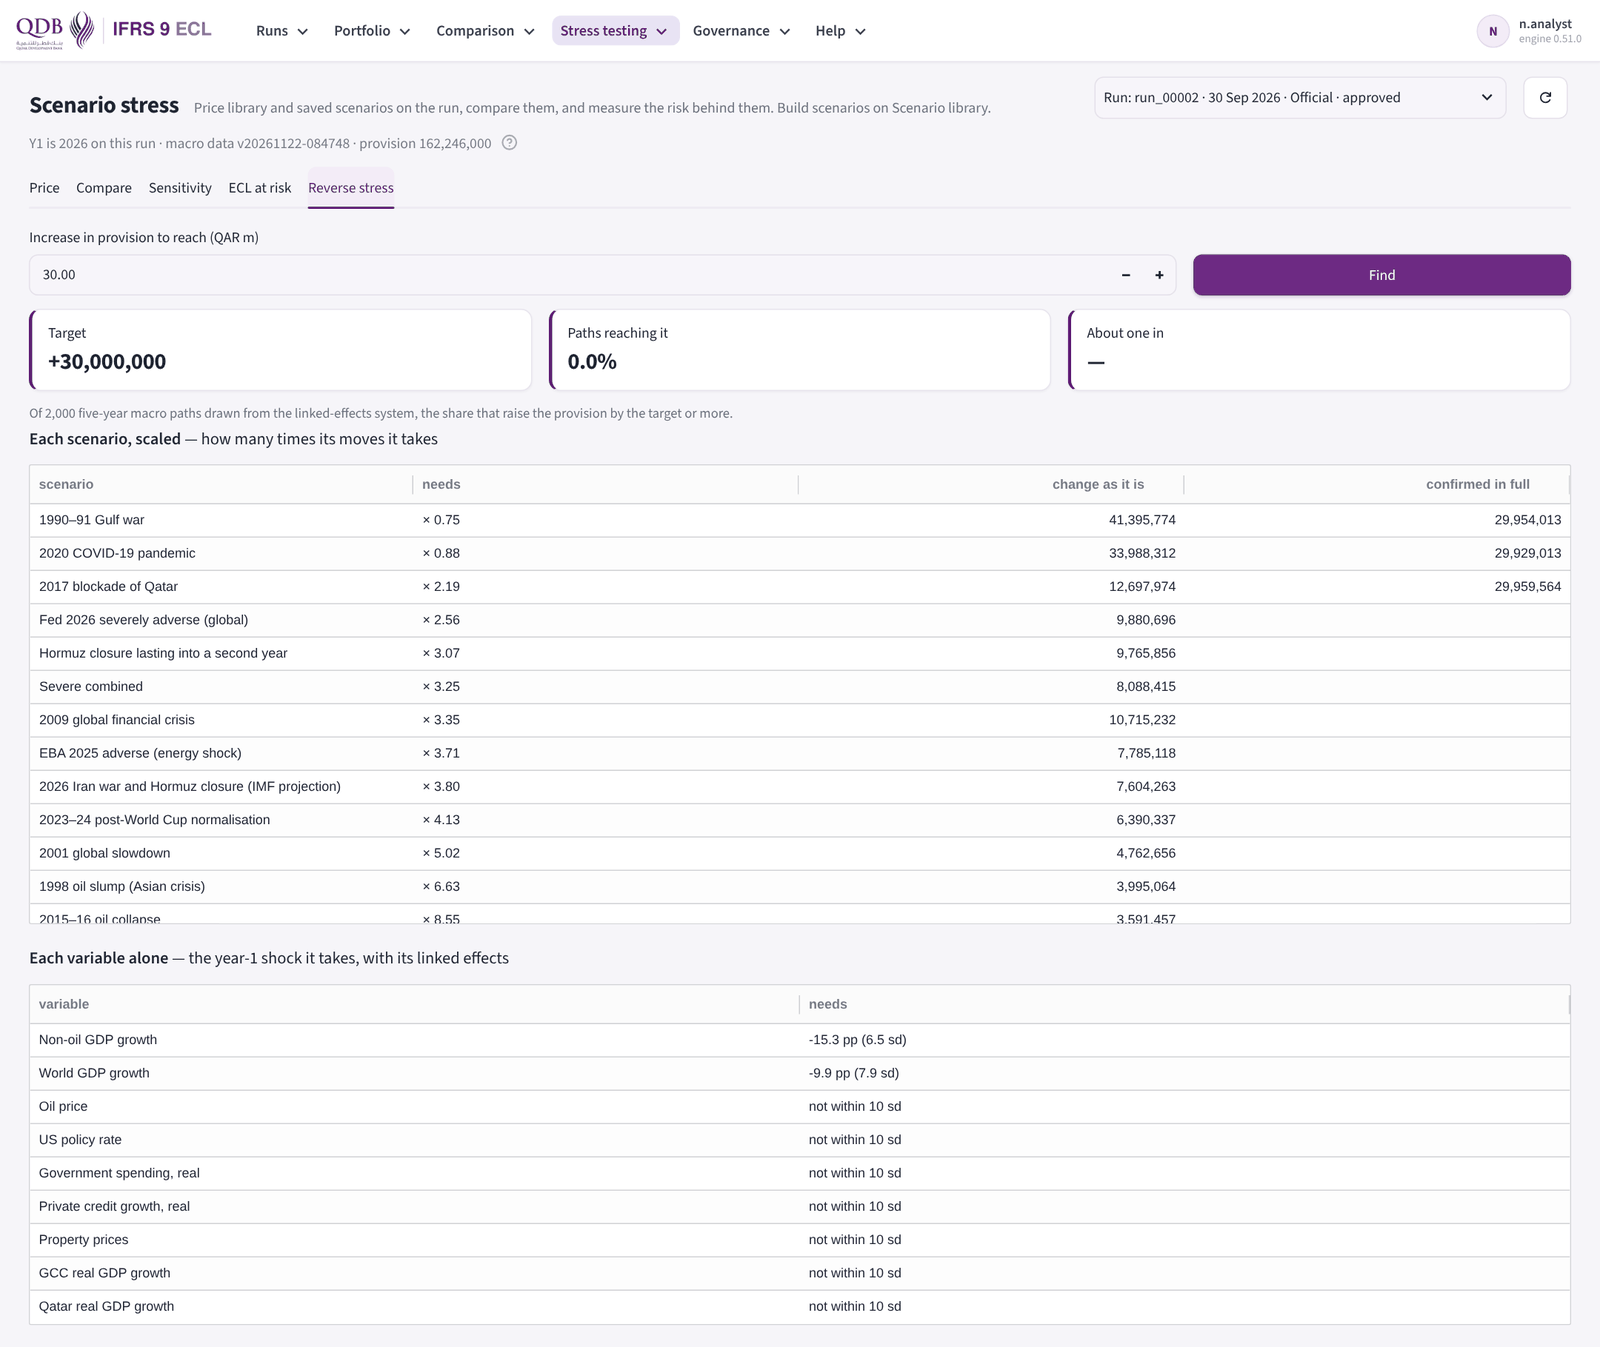 QDB
IFRS 9 ECL
Runs
Portfolio
Comparison
Stress testing
Governance
Help
N
n.analyst
engine 0.51.0
Scenario stress
Price library and saved scenarios on the run, compare them, and measure the risk behind them. Build scenarios on Scenario library.
Run: run_00002 · 30 Sep 2026 · Official · approved
Y1 is 2026 on this run · macro data v20261122-084748 · provision 162,246,000
Price Compare Sensitivity ECL at risk Reverse stress
Increase in provision to reach (QAR m)
30.00
Find
Target
+30,000,000
Paths reaching it
0.0%
About one in
—
Of 2,000 five-year macro paths drawn from the linked-effects system, the share that raise the provision by the target or more.
Each scenario, scaled — how many times its moves it takes
scenario needs change as it is confirmed in full
1990–91 Gulf war × 0.75 41,395,774 29,954,013
2020 COVID-19 pandemic × 0.88 33,988,312 29,929,013
2017 blockade of Qatar × 2.19 12,697,974 29,959,564
Fed 2026 severely adverse (global) × 2.56 9,880,696
Hormuz closure lasting into a second year × 3.07 9,765,856
Severe combined × 3.25 8,088,415
2009 global financial crisis × 3.35 10,715,232
EBA 2025 adverse (energy shock) × 3.71 7,785,118
2026 Iran war and Hormuz closure (IMF projection) × 3.80 7,604,263
2023–24 post-World Cup normalisation × 4.13 6,390,337
2001 global slowdown × 5.02 4,762,656
1998 oil slump (Asian crisis) × 6.63 3,995,064
2015–16 oil collapse × 8.55 3,591,457
Each variable alone — the year-1 shock it takes, with its linked effects
variable needs
Non-oil GDP growth -15.3 pp (6.5 sd)
World GDP growth -9.9 pp (7.9 sd)
Oil price not within 10 sd
US policy rate not within 10 sd
Government spending, real not within 10 sd
Private credit growth, real not within 10 sd
Property prices not within 10 sd
GCC real GDP growth not within 10 sd
Qatar real GDP growth not within 10 sd